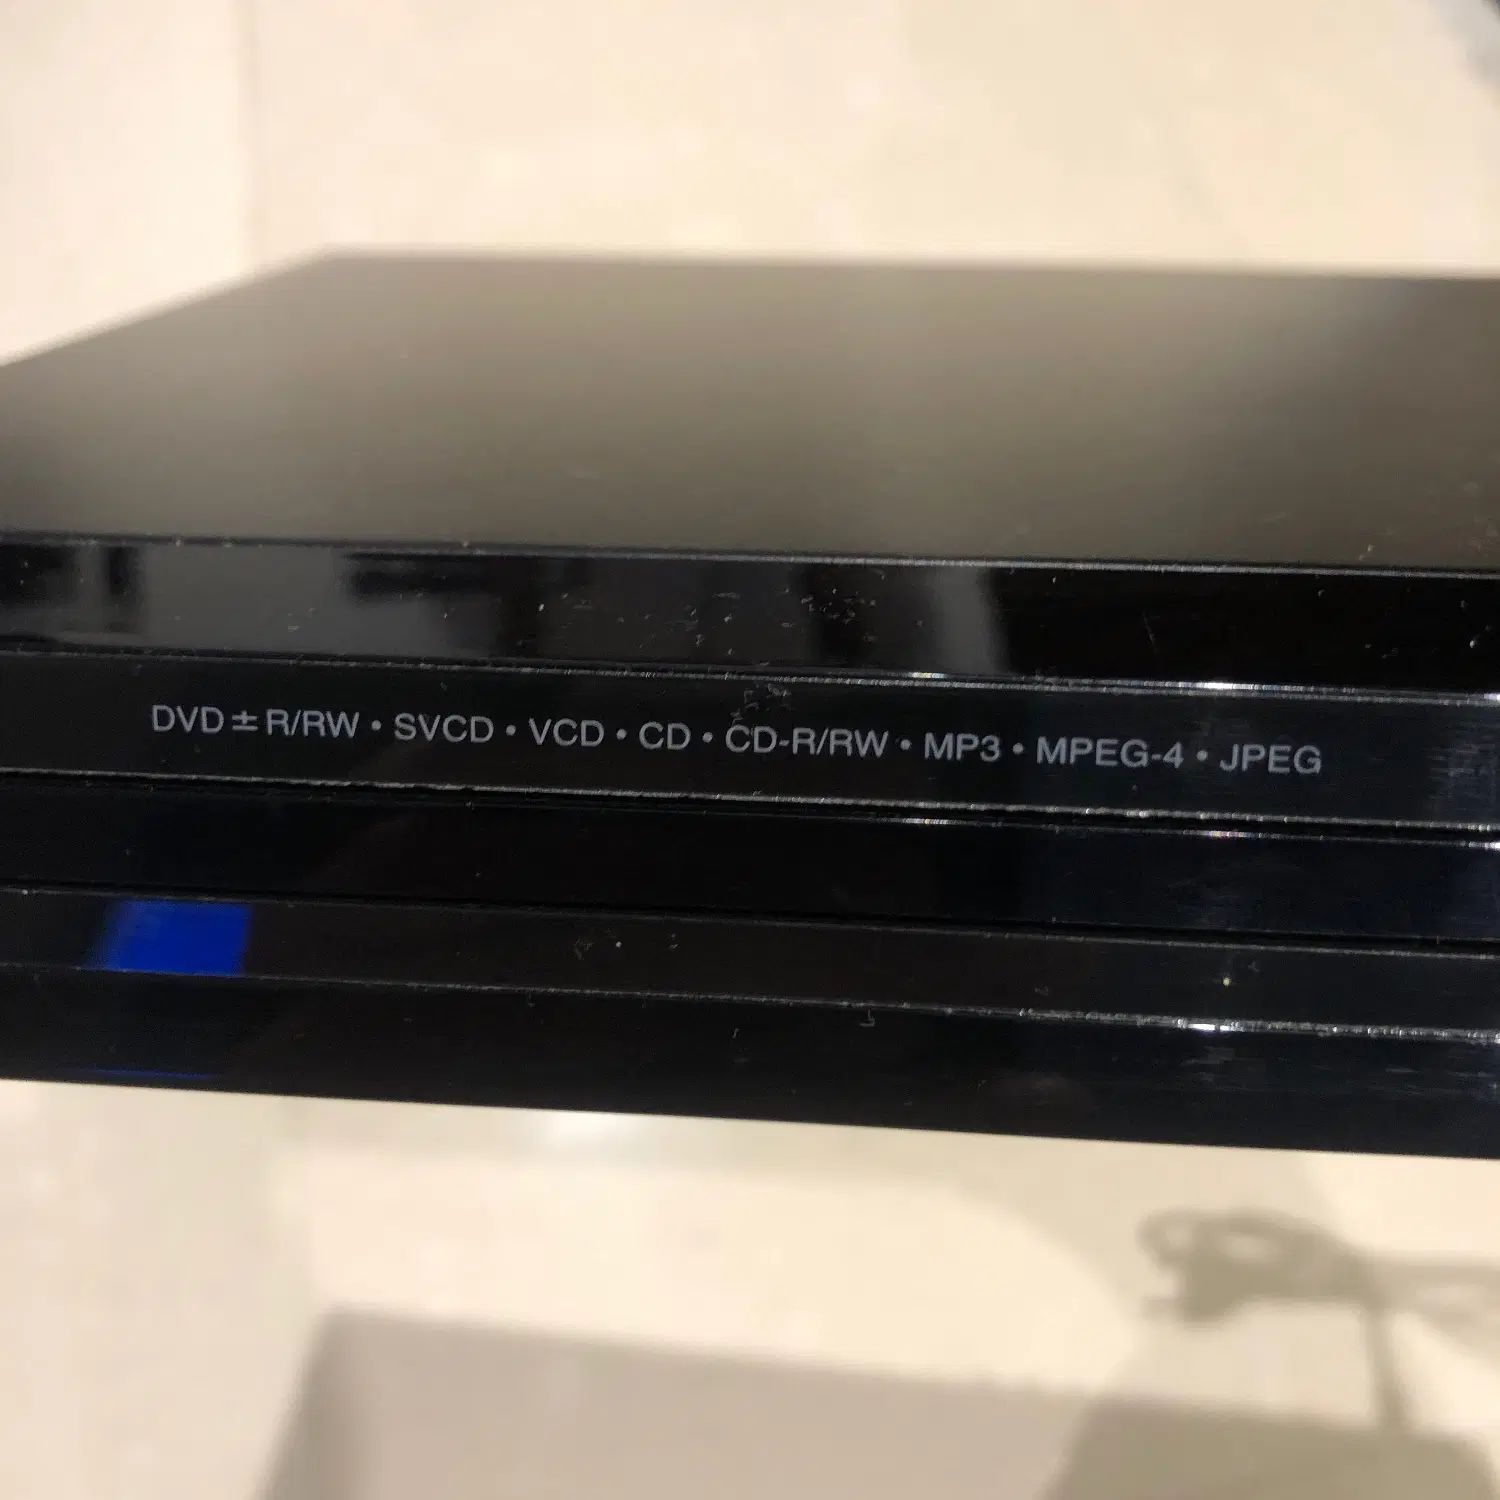 DVD±R/RW • SVCD • VCD • CD • CD-R/RW • MP3 • MPEG-4 • JPEG